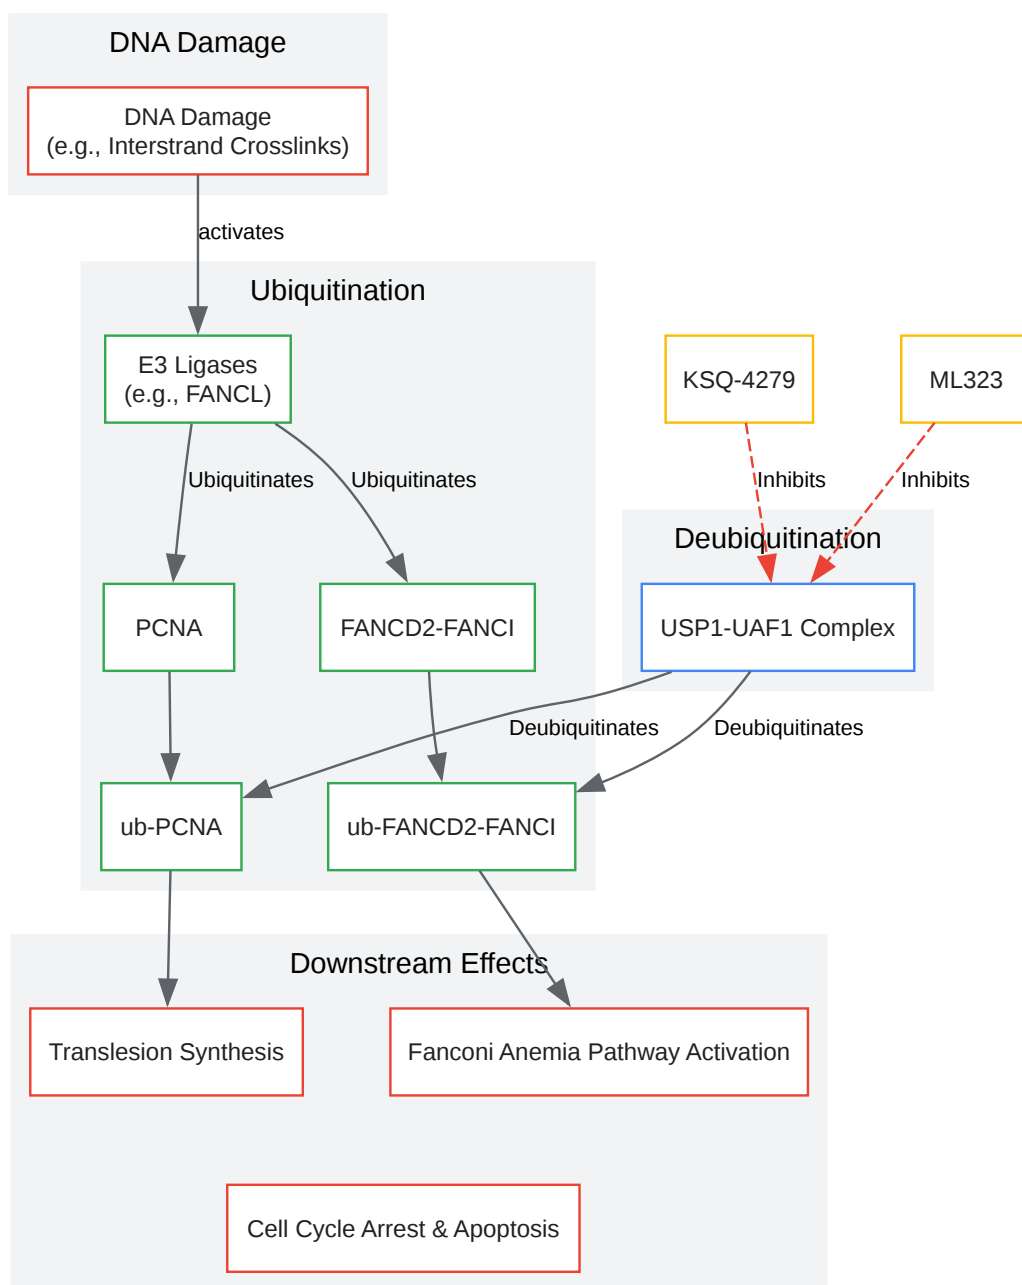 DNA Damage
DNA Damage
(e.g., Interstrand Crosslinks)
activates
Ubiquitination
E3 Ligases
(e.g., FANCL)
KSQ-4279
ML323
Ubiquitinates
Ubiquitinates
Inhibits
Inhibits
Deubiquitination
PCNA
FANCD2-FANCI
USP1-UAF1 Complex
Deubiquitinates
Deubiquitinates
ub-PCNA
ub-FANCD2-FANCI
Downstream Effects
Translesion Synthesis
Fanconi Anemia Pathway Activation
Cell Cycle Arrest & Apoptosis